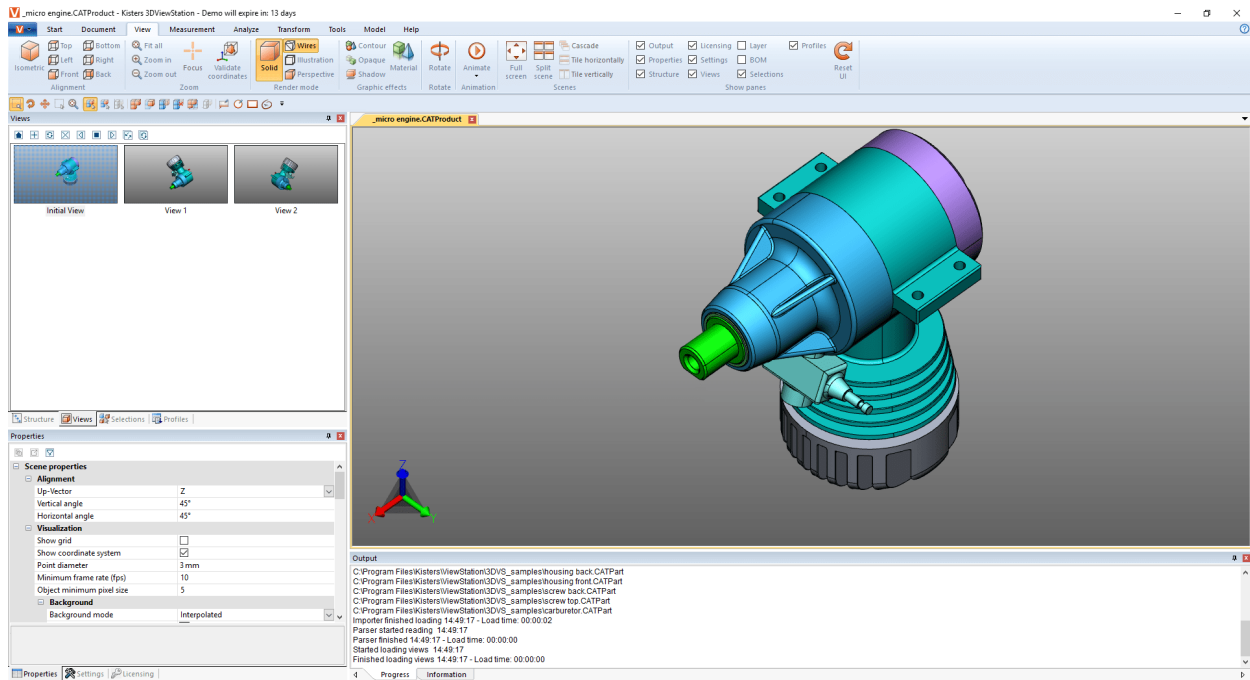 _micro engine.CATProduct - Kisters 3DViewStation - Demo will expire in: 13 days
Start Document View Measurement Analyze Transform Tools Model Help
Isometric
Top Bottom
Left Right
Front Back
Alignment
Fit all
Zoom in
Zoom out
Focus
Validate coordinates
Zoom
Solid
Wires
Illustration
Perspective
Render mode
Contour
Opaque
Shadow
Material
Graphic effects
Rotate
Rotate
Animate
Animation
Full screen
Split scene
Cascade
Tile horizontally
Tile vertically
Scenes
Output Licensing Layer Profiles
Properties Settings BOM
Structure Views Selections
Show panes
Reset UI
Views
Initial View View 1 View 2
Structure Views Selections Profiles
Properties
Scene properties
Alignment
Up-Vector Z
Vertical angle 45°
Horizontal angle 45°
Visualization
Show grid
Show coordinate system
Point diameter 3 mm
Minimum frame rate (fps) 10
Object minimum pixel size 5
Background
Background mode Interpolated
Properties Settings Licensing
_micro engine.CATProduct
Z
X
Y
Output
C:\Program Files\Kisters\ViewStation\3DVS_samples\housing back.CATPart
C:\Program Files\Kisters\ViewStation\3DVS_samples\housing front.CATPart
C:\Program Files\Kisters\ViewStation\3DVS_samples\screw back.CATPart
C:\Program Files\Kisters\ViewStation\3DVS_samples\screw top.CATPart
C:\Program Files\Kisters\ViewStation\3DVS_samples\carburetor.CATPart
Importer finished loading 14:49:17 - Load time: 00:00:02
Parser started reading 14:49:17
Parser finished 14:49:17 - Load time: 00:00:00
Started loading views 14:49:17
Finished loading views 14:49:17 - Load time: 00:00:00
Progress Information